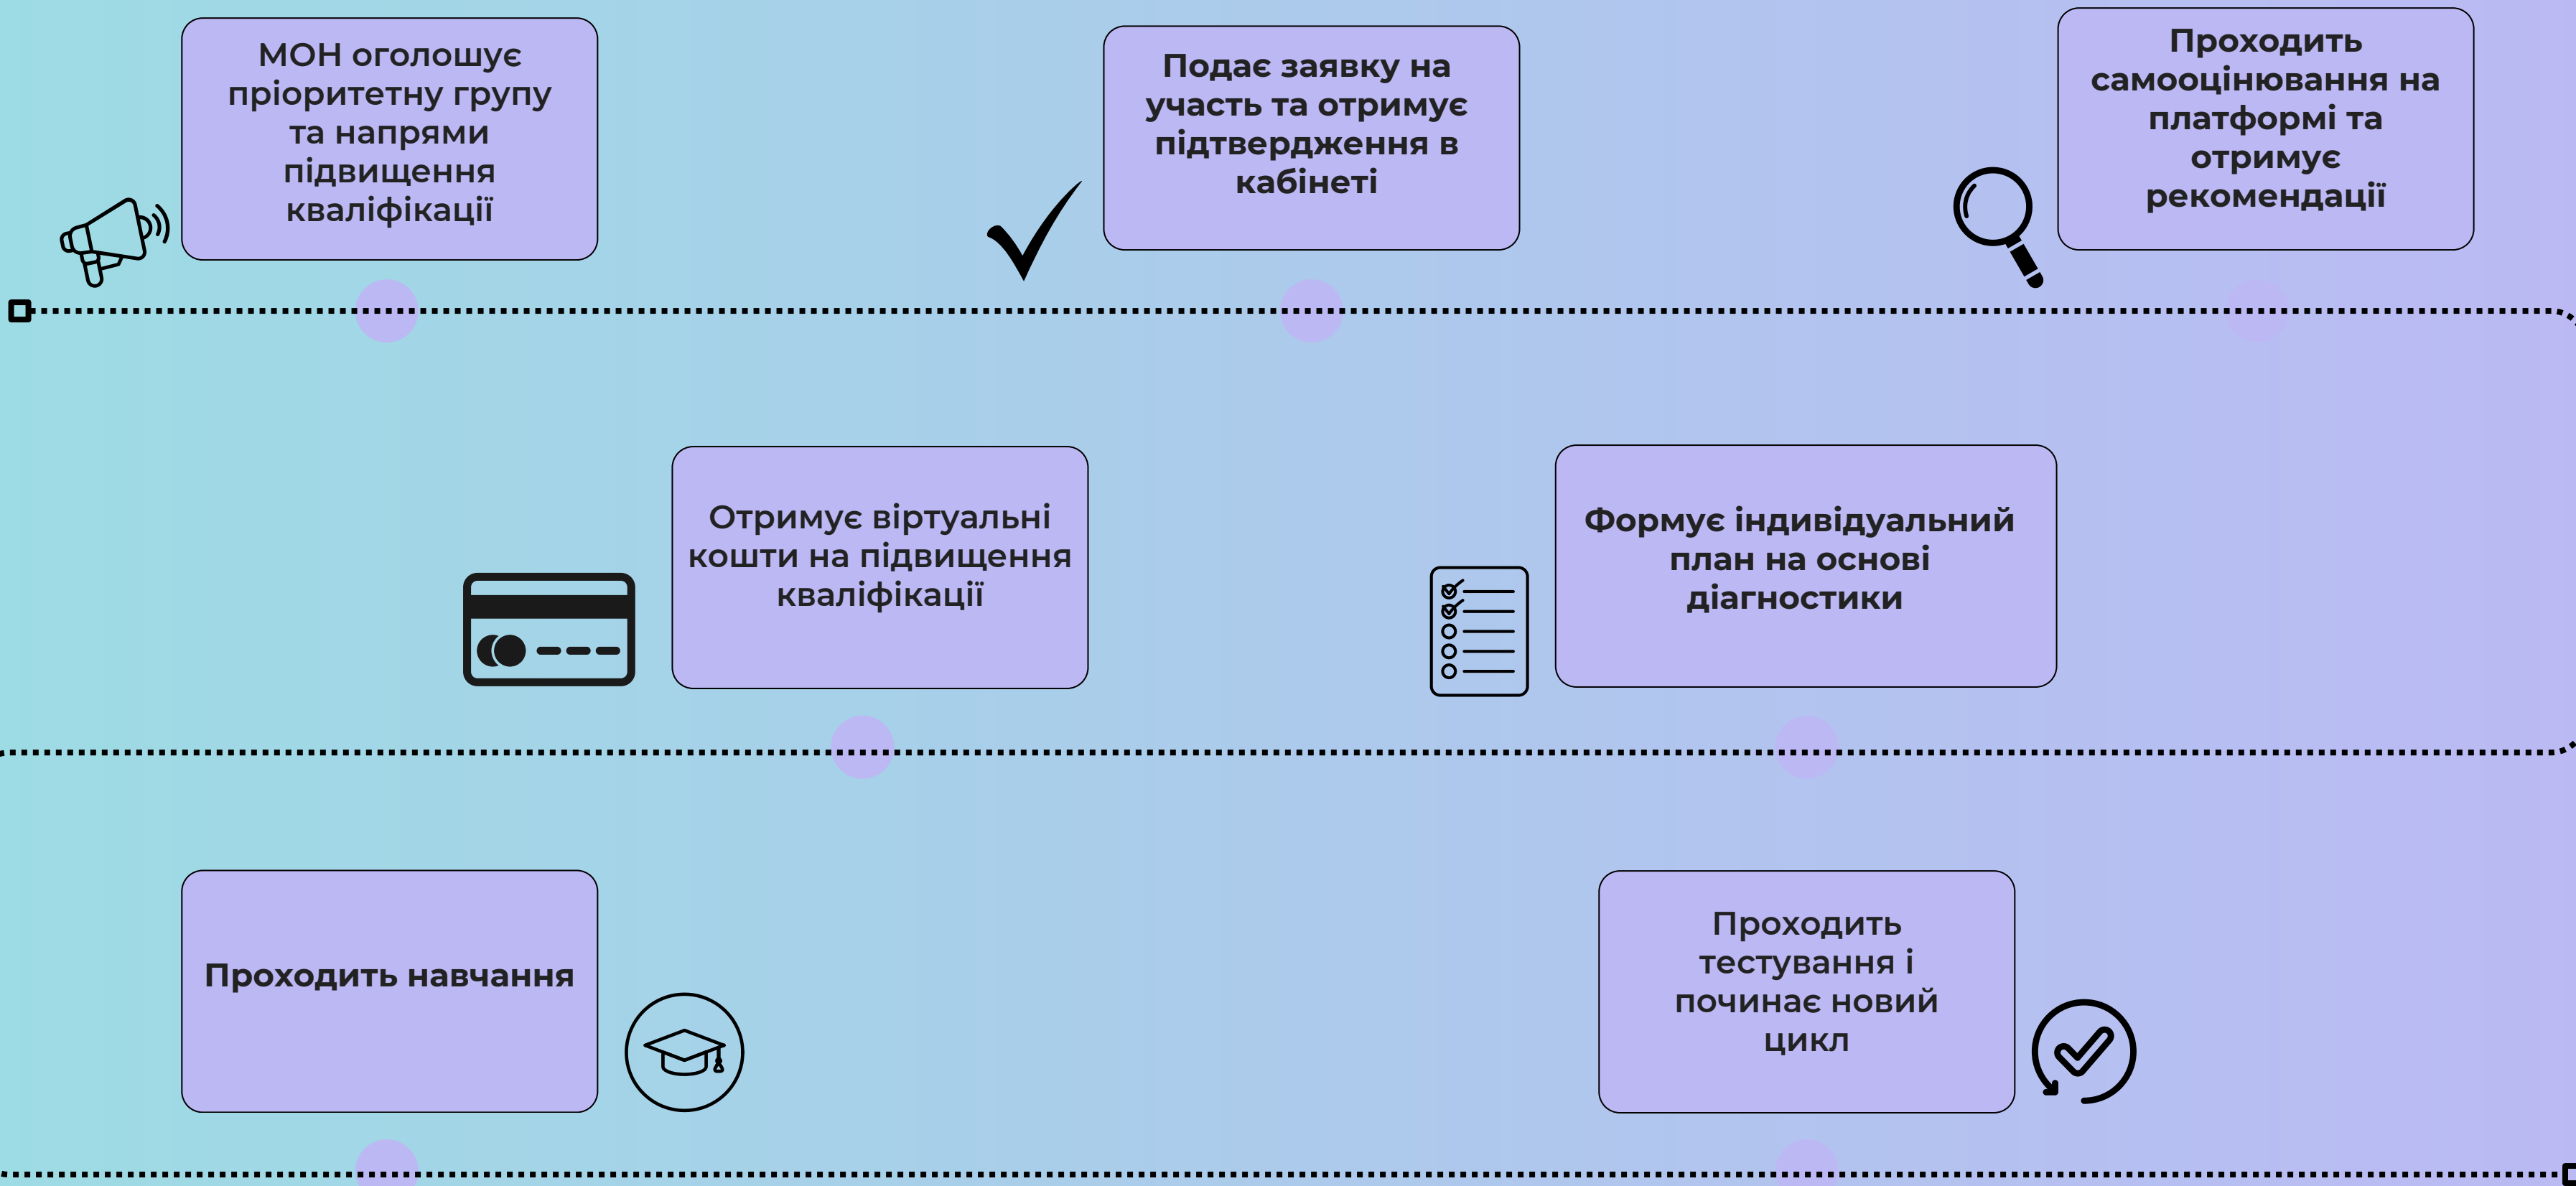 МОН оголошує
пріоритетну групу
та напрями
підвищення
кваліфікації
Подає заявку на
участь та отримує
підтвердження в
кабінеті
Проходить
самооцінювання на
платформі та
отримує
рекомендації
Отримує віртуальні
кошти на підвищення
кваліфікації
Формує індивідуальний
план на основі
діагностики
Проходить навчання
Проходить
тестування і
починає новий
цикл